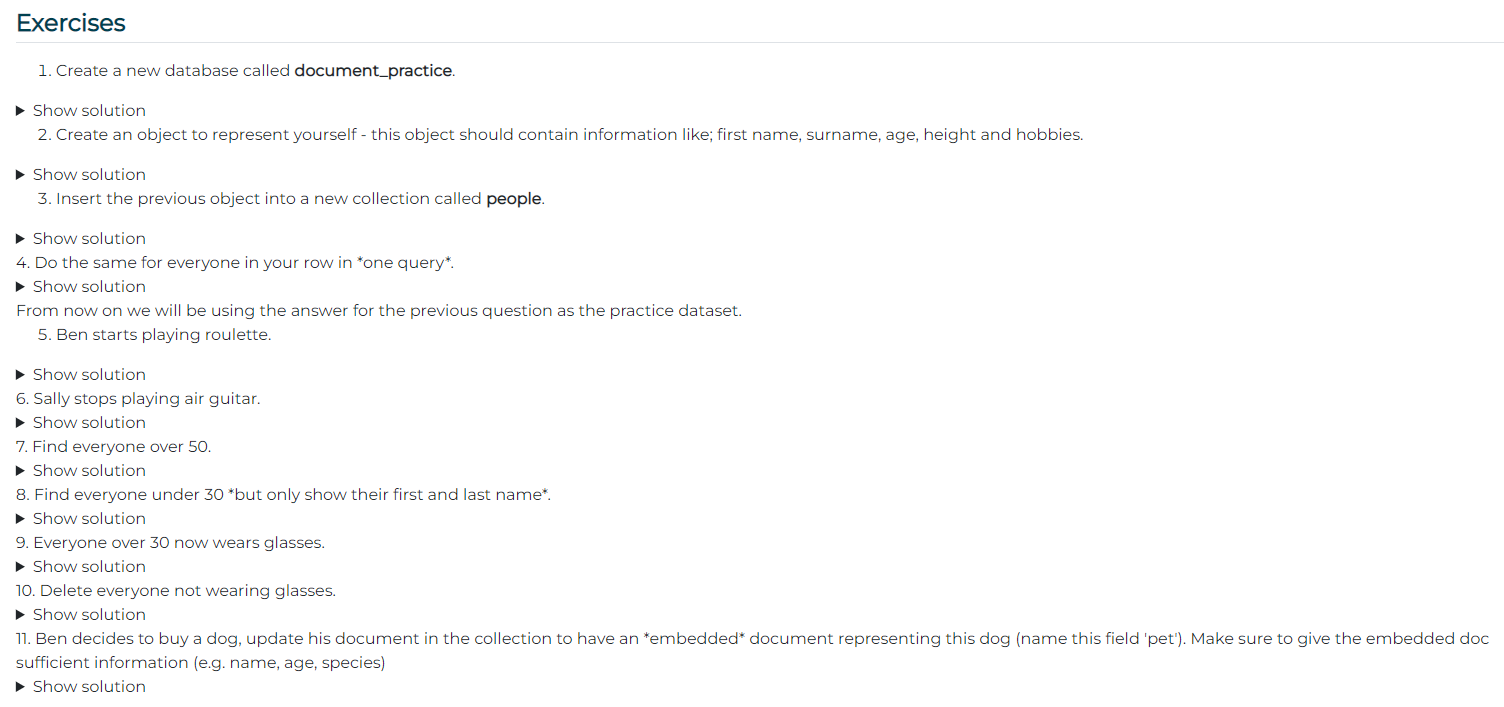 Exercises
1. Create a new database called document_practice.
Show solution
2. Create an object to represent yourself - this object should contain information like; first name, surname, age, height and hobbies.
Show solution
3. Insert the previous object into a new collection called people.
Show solution
4. Do the same for everyone in your row in *one query*.
Show solution
From now on we will be using the answer for the previous question as the practice dataset.
5. Ben starts playing roulette.
Show solution
6. Sally stops playing air guitar.
Show solution
7. Find everyone over 50.
Show solution
8. Find everyone under 30 *but only show their first and last name*.
Show solution
9. Everyone over 30 now wears glasses.
Show solution
10. Delete everyone not wearing glasses.
Show solution
11. Ben decides to buy a dog, update his document in the collection to have an *embedded* document representing this dog (name this field 'pet'). Make sure to give the embedded doc
sufficient information (e.g. name, age, species)
Show solution